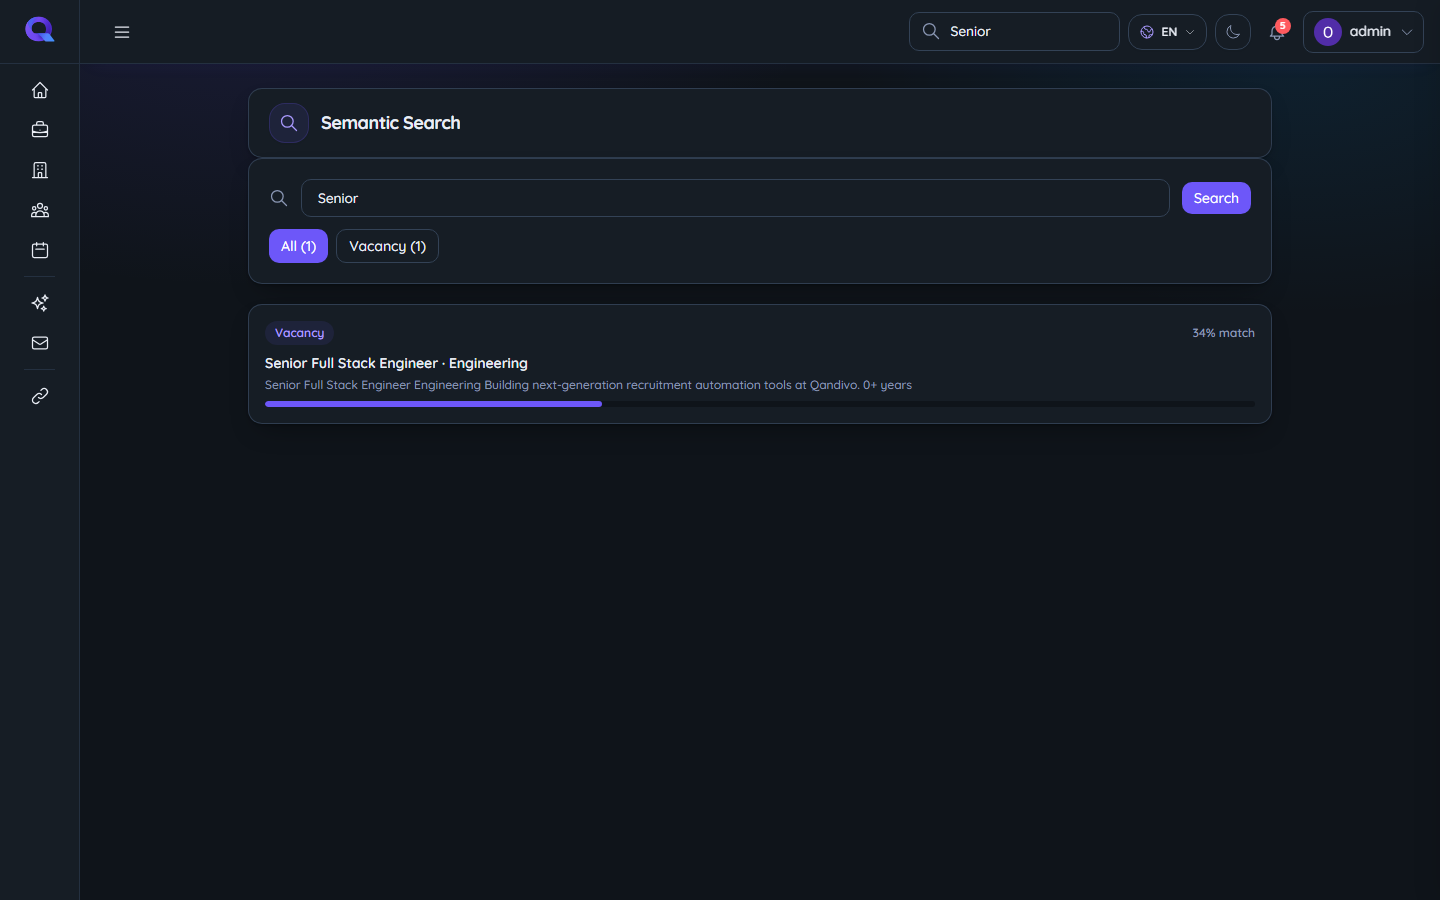 Senior
EN
5
O
admin
Semantic Search
Senior
Search
All (1)
Vacancy (1)
Vacancy
34% match
Senior Full Stack Engineer · Engineering
Senior Full Stack Engineer Engineering Building next-generation recruitment automation tools at Qandivo. 0+ years